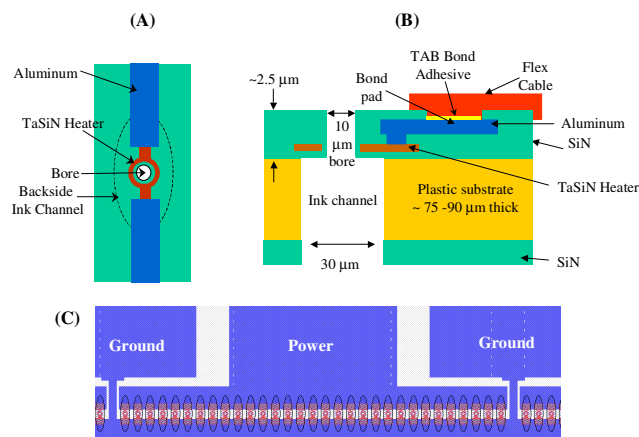 (A)
Aluminum
TaSiN Heater
Bore
Backside
Ink Channel
(B)
TAB Bond
Adhesive
Flex
Cable
Bond
pad
~2.5 µm
10
µm
bore
Aluminum
SiN
TaSiN Heater
Ink channel
Plastic substrate
~ 75 -90 µm thick
30 µm
SiN
(C)
Ground
Power
Ground